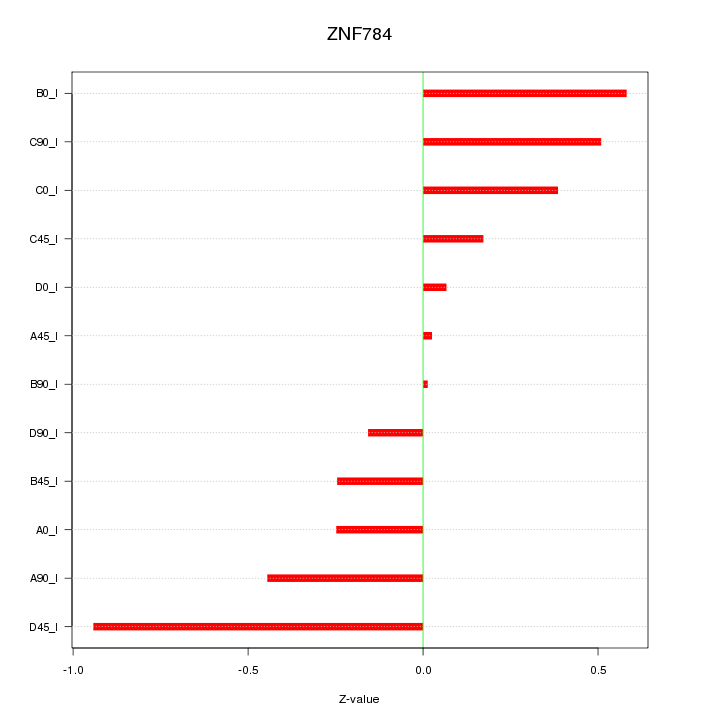 ZNF784
B0_I
C90_I
C0_I
C45_I
D0_I
A45_I
B90_I
D90_I
B45_I
A0_I
A90_I
D45_I
-1.0 -0.5 0.0 0.5
Z-value